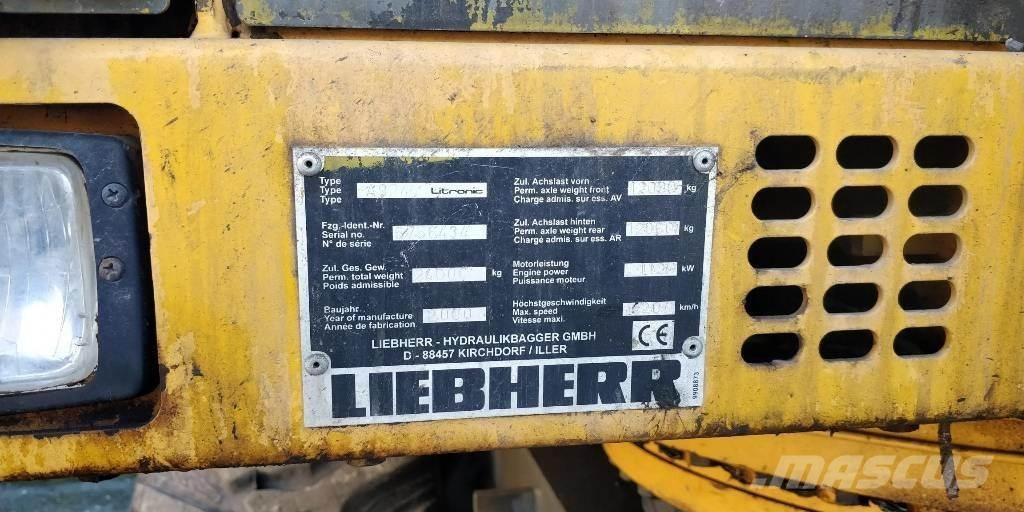 Type
Type
Type
Litronic
Fzg.-Ident.-Nr.
Serial no.
N° de série
Zul. Ges. Gew.
Perm. total weight
Poids admissible
kg
Baujahr
Year of manufacture
Année de fabrication
Zul. Achslast vorn
Perm. axle weight front
Charge admis. sur ess. AV
kg
Zul. Achslast hinten
Perm. axle weight rear
Charge admis. sur ess. AR
kg
Motorleistung
Engine power
Puissance moteur
kW
Höchstgeschwindigkeit
Max. speed
Vitesse maxi.
km/h
LIEBHERR - HYDRAULIKBAGGER GMBH
D - 88457 KIRCHDORF / ILLER
CE
LIEBHERR
9908873
MASCUS